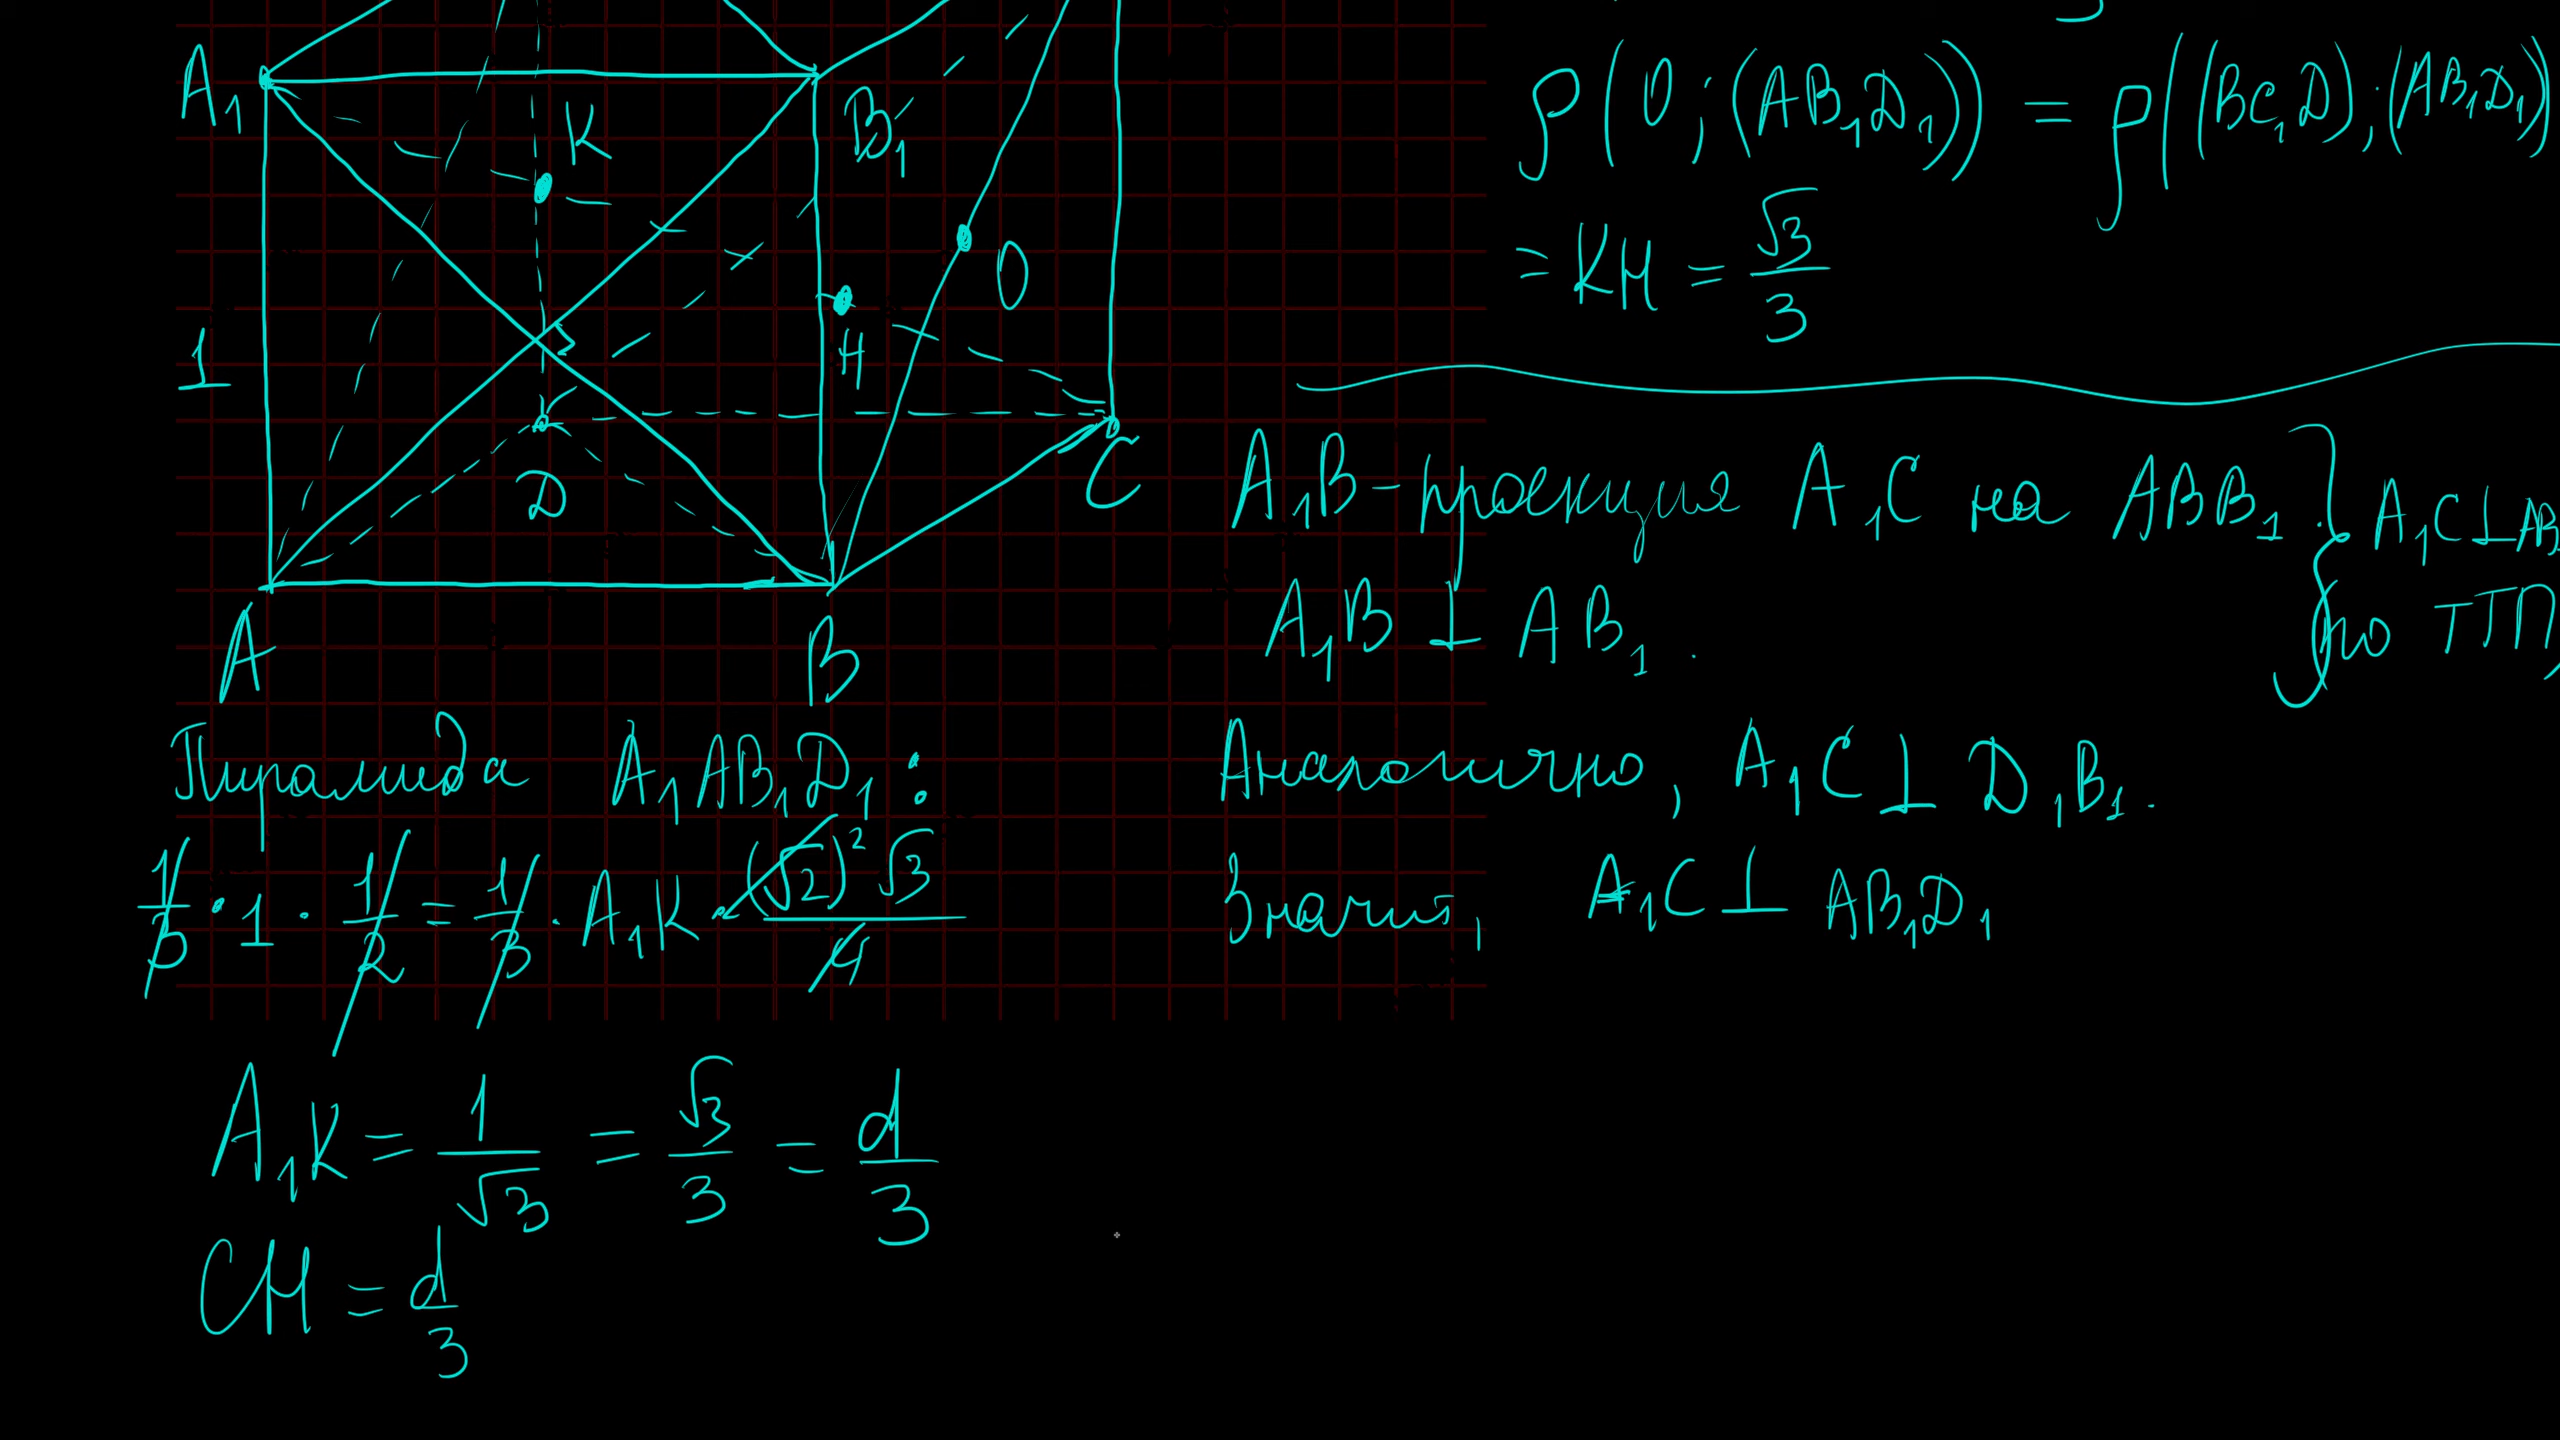 A₁
K
B₁
O
H
1
D
C
A
B
ρ(O; (AB₁D₁)) = ρ((BC₁D); (AB₁D₁))
= KH = √3/3
A₁B - проекция A₁C на ABB₁. } A₁C ⊥ AB
A₁B ⊥ AB₁.
по ТТП
Аналогично, A₁C ⊥ D₁B₁.
Значит, A₁C ⊥ AB₁D₁
Пирамида A₁AB₁D₁:
1/3 · 1 · 1/2 = 1/3 · A₁K · (√2)²√3/4
A₁K = 1/√3 = √3/3 = d/3
CH = d/3